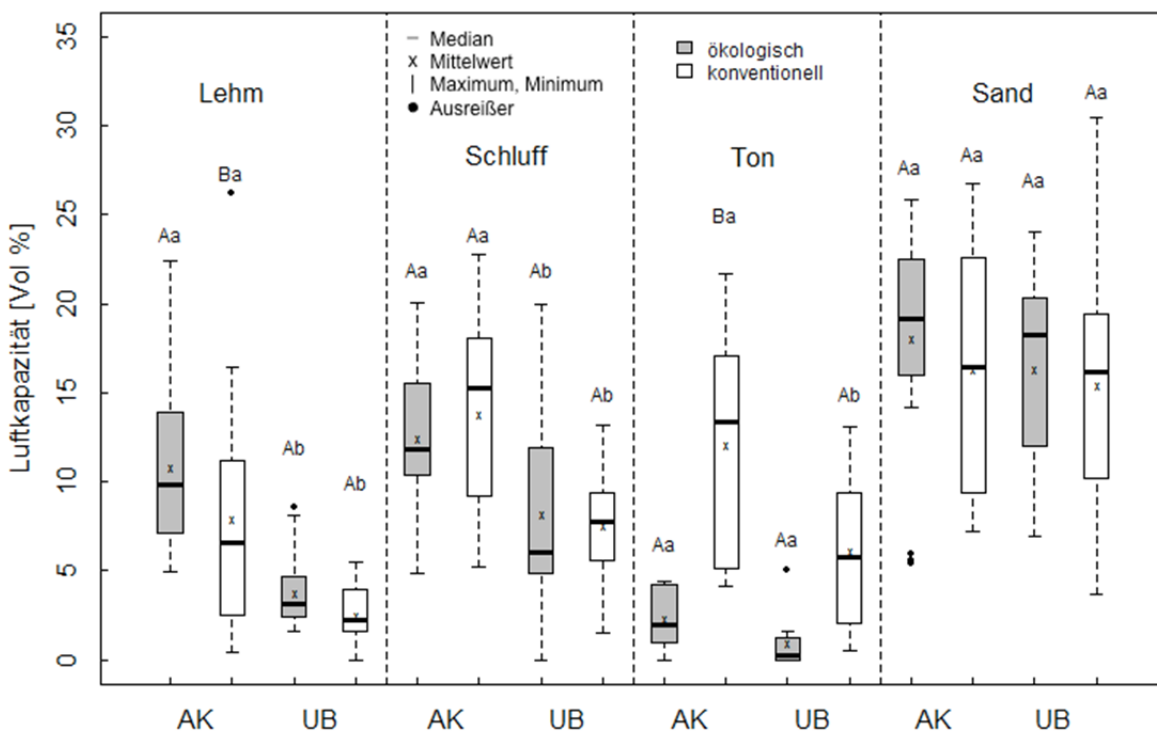 Luftkapazität [Vol %]
35
30
25
20
15
10
5
0
– Median
x Mittelwert
| Maximum, Minimum
• Ausreißer
ökologisch
konventionell
Lehm
Schluff
Ton
Sand
Aa
Ba
Ab
Ab
Aa
Aa
Ab
Ab
Aa
Ba
Aa
Ab
Aa
Aa
Aa
Aa
AK
UB
AK
UB
AK
UB
AK
UB